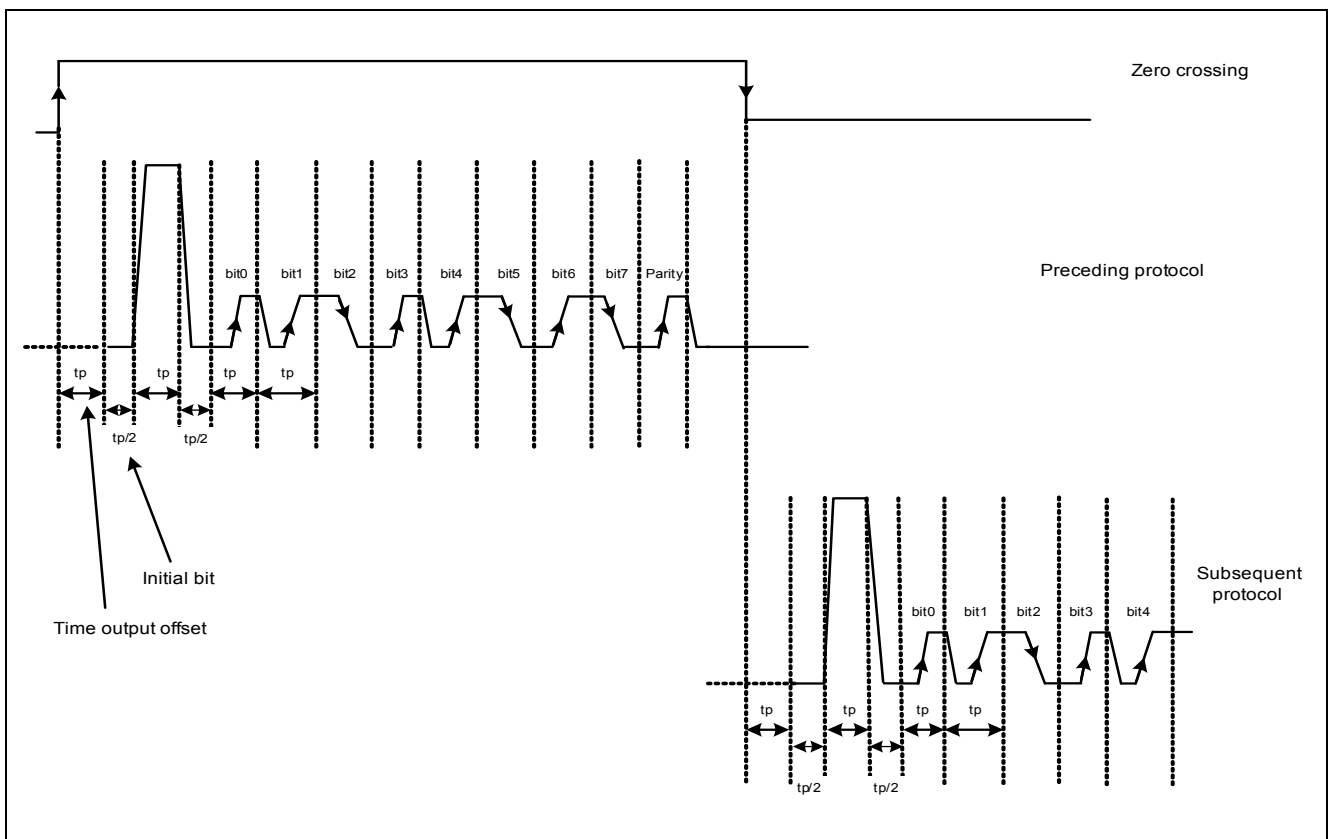 Zero crossing
bit0 bit1 bit2 bit3 bit4 bit5 bit6 bit7 Parity
Preceding protocol
tp tp tp tp
tp/2 tp/2
Initial bit
Time output offset
Subsequent
protocol
bit0 bit1 bit2 bit3 bit4
tp tp tp tp
tp/2 tp/2